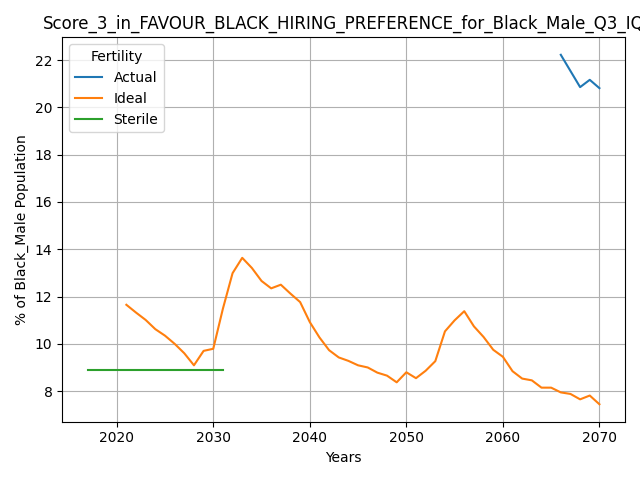 Score_3_in_FAVOUR_BLACK_HIRING_PREFERENCE_for_Black_Male_Q3_IQ
Fertility
Actual
Ideal
Sterile
% of Black_Male Population
22
20
18
16
14
12
10
8
2020 2030 2040 2050 2060 2070
Years